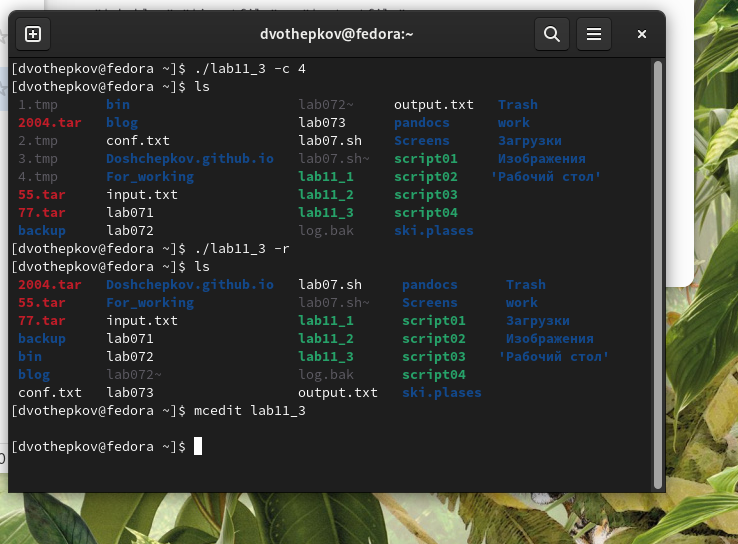 dvothepkov@fedora:~
[dvothepkov@fedora ~]$ ./lab11_3 -c 4
[dvothepkov@fedora ~]$ ls
1.tmp bin lab072~ output.txt Trash
2004.tar blog lab073 pandocs work
2.tmp conf.txt lab07.sh Screens Загрузки
3.tmp Doshchepkov.github.io lab07.sh~ script01 Изображения
4.tmp For_working lab11_1 script02 'Рабочий стол'
55.tar input.txt lab11_2 script03
77.tar lab071 lab11_3 script04
backup lab072 log.bak ski.plases
[dvothepkov@fedora ~]$ ./lab11_3 -r
[dvothepkov@fedora ~]$ ls
2004.tar Doshchepkov.github.io lab07.sh pandocs Trash
55.tar For_working lab07.sh~ Screens work
77.tar input.txt lab11_1 script01 Загрузки
backup lab071 lab11_2 script02 Изображения
bin lab072 lab11_3 script03 'Рабочий стол'
blog lab072~ log.bak script04
conf.txt lab073 output.txt ski.plases
[dvothepkov@fedora ~]$ mcedit lab11_3
[dvothepkov@fedora ~]$